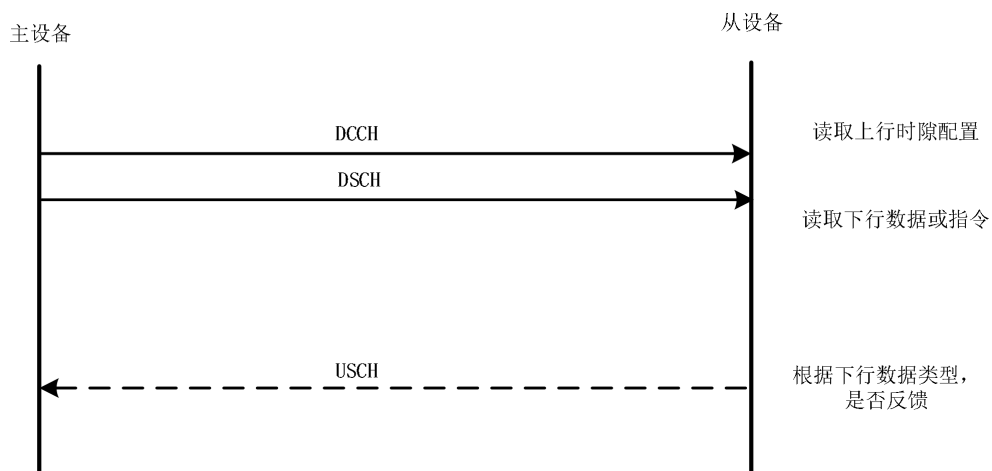 主设备
从设备
DCCH
读取上行时隙配置
DSCH
读取下行数据或指令
USCH
根据下行数据类型，
是否反馈